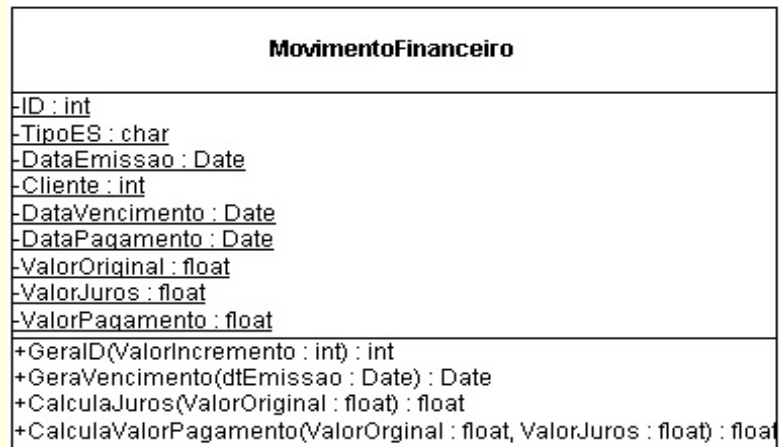 MovimentoFinanceiro
-ID : int
-TipoES : char
-DataEmissao : Date
-Cliente : int
-DataVencimento : Date
-DataPagamento : Date
-ValorOriginal : float
-ValorJuros : float
-ValorPagamento : float
+GeraID(ValorIncremento : int) : int
+GeraVencimento(dtEmissao : Date) : Date
+CalculaJuros(ValorOriginal : float) : float
+CalculaValorPagamento(ValorOrginal : float, ValorJuros : float) : float